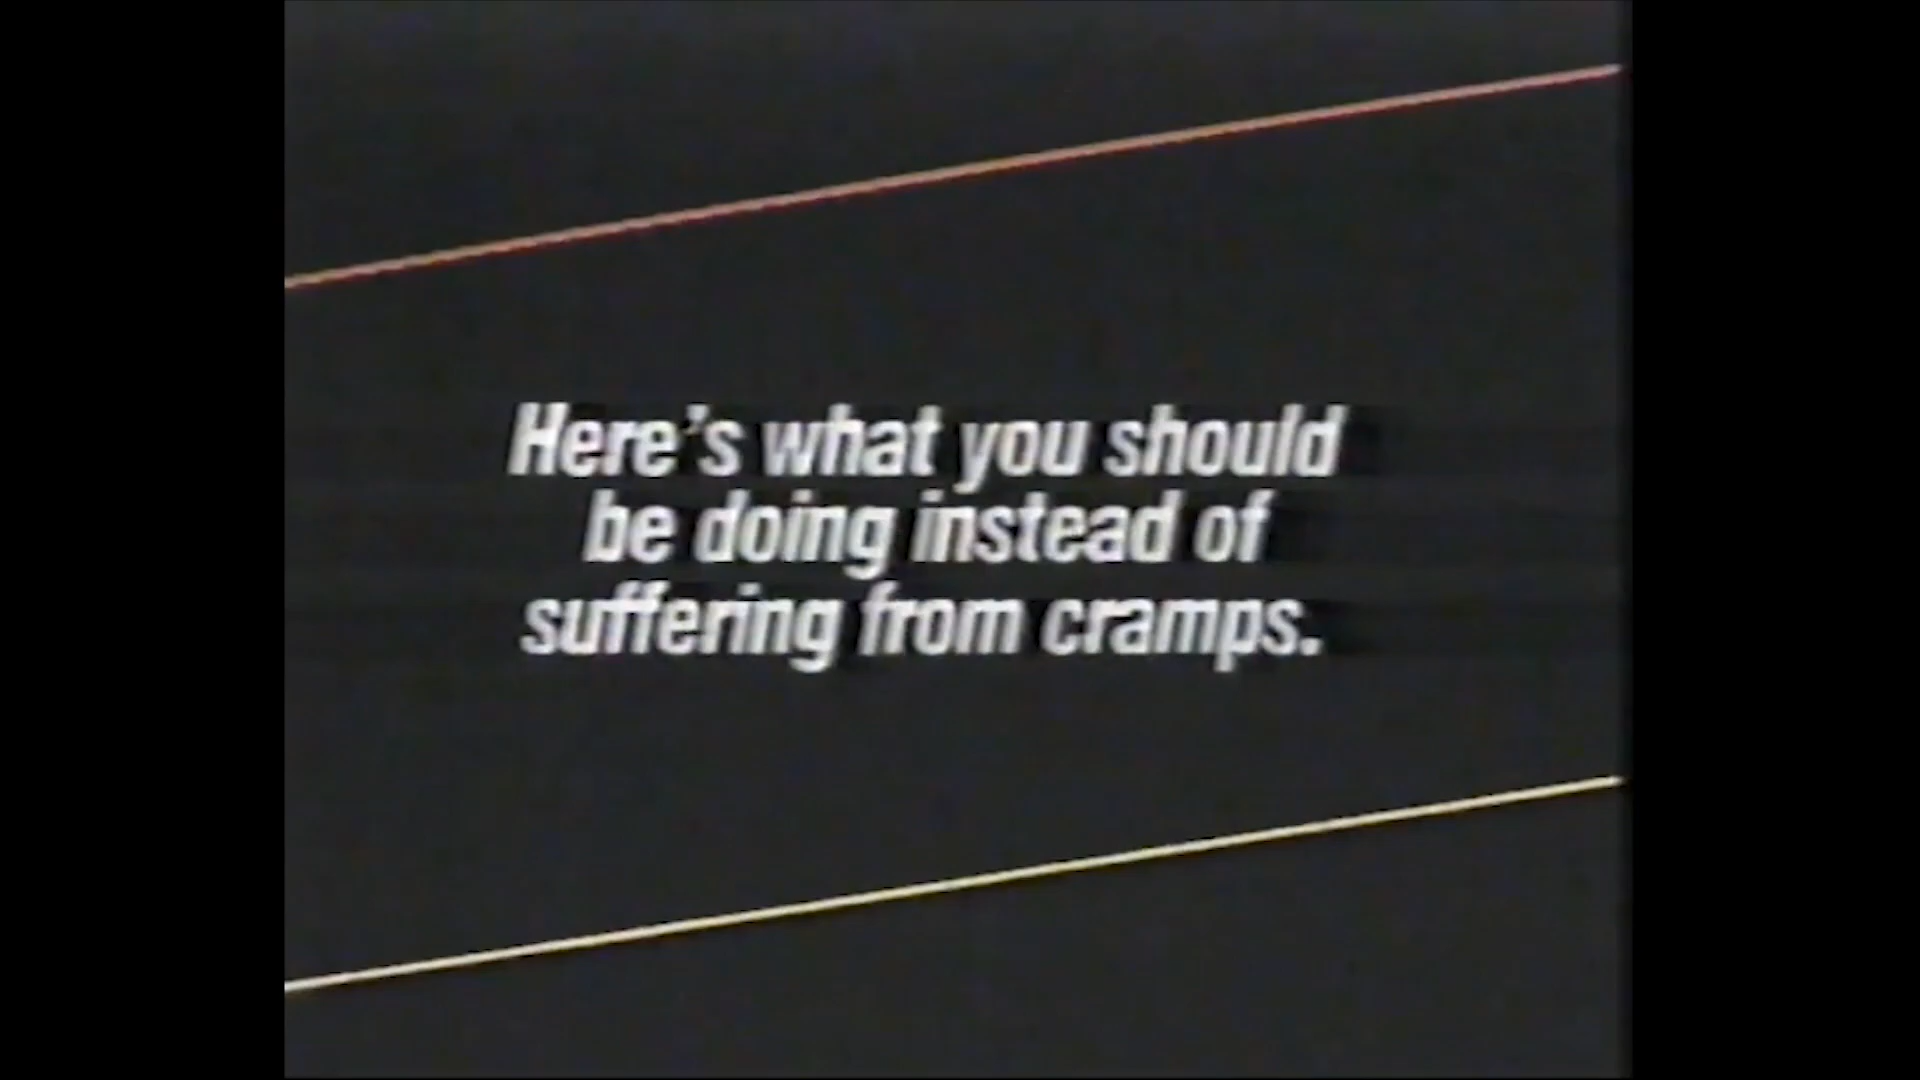 Here's what you should
be doing instead of
suffering from cramps.